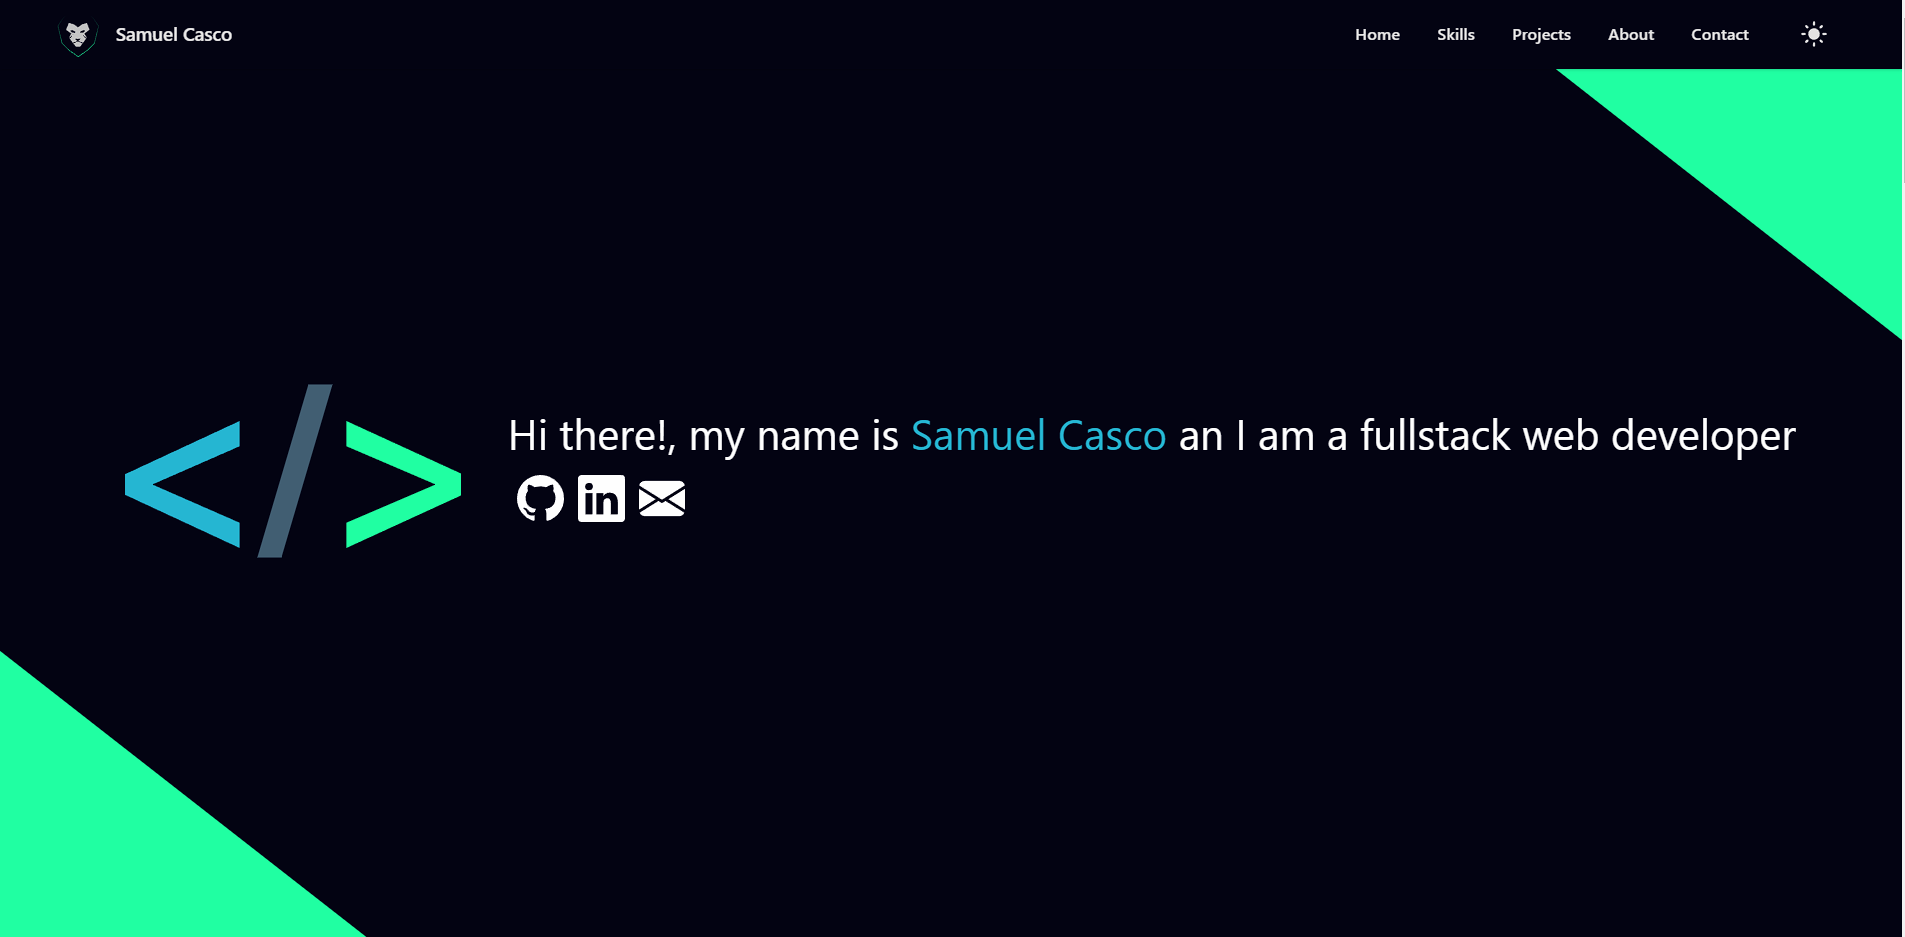 Samuel Casco
Home Skills Projects About Contact
</>
Hi there!, my name is Samuel Casco an I am a fullstack web developer
in